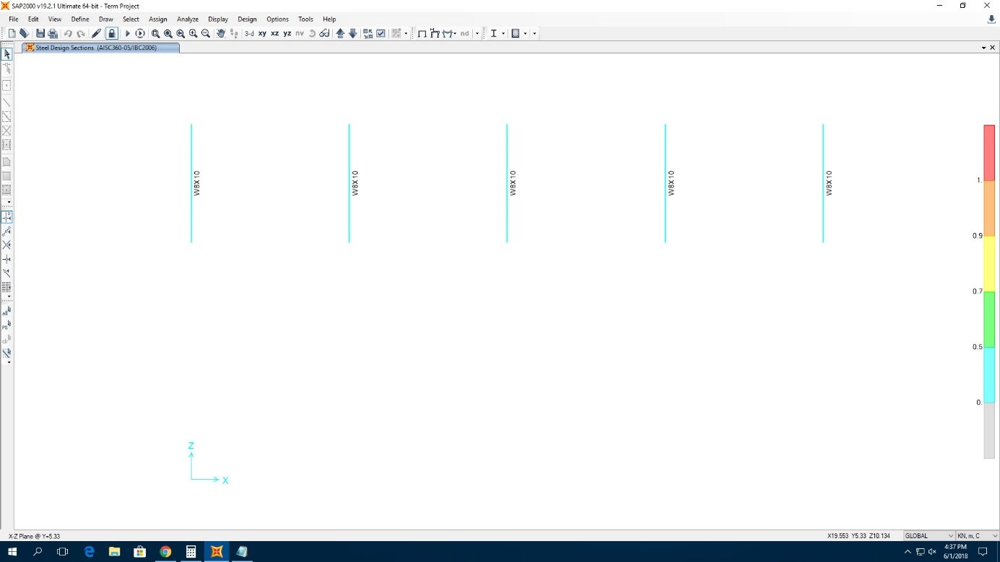 SAP2000 v19.2.1 Ultimate 64-bit - Term Project
File Edit View Define Draw Select Assign Analyze Display Design Options Tools Help
3-d xy xz yz nv nd
Steel Design Sections (AISC360-05/IBC2006)
W8X10 W8X10 W8X10 W8X10 W8X10
1.
0.9
0.7
0.5
0.
Z
X
X-Z Plane @ Y=5.33 X19.553 Y5.33 Z10.134 GLOBAL KN, m, C
4:37 PM
6/1/2018